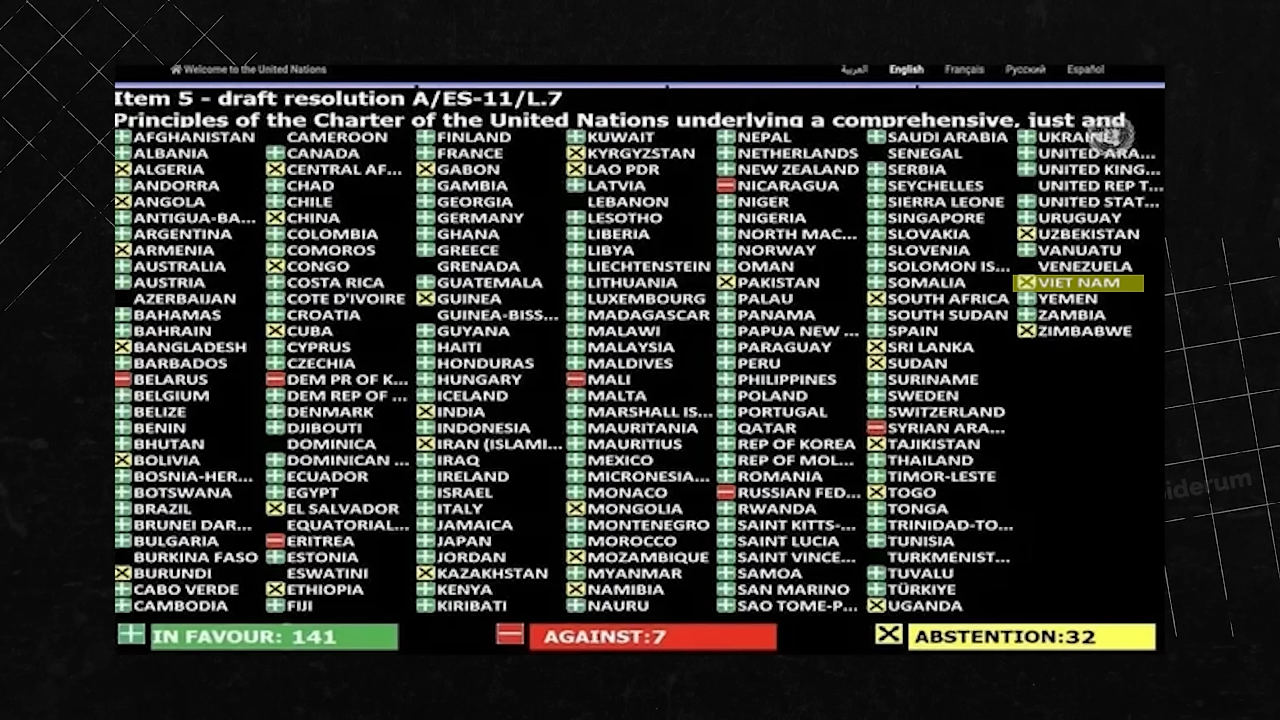 Welcome to the United Nations
العربية English Français Русский Español
Item 5 - draft resolution A/ES-11/L.7
Principles of the Charter of the United Nations underlying a comprehensive, just and
AFGHANISTAN
ALBANIA
ALGERIA
ANDORRA
ANGOLA
ANTIGUA-BA...
ARGENTINA
ARMENIA
AUSTRALIA
AUSTRIA
AZERBAIJAN
BAHAMAS
BAHRAIN
BANGLADESH
BARBADOS
BELARUS
BELGIUM
BELIZE
BENIN
BHUTAN
BOLIVIA
BOSNIA-HER...
BOTSWANA
BRAZIL
BRUNEI DAR...
BULGARIA
BURKINA FASO
BURUNDI
CABO VERDE
CAMBODIA
CAMEROON
CANADA
CENTRAL AF...
CHAD
CHILE
CHINA
COLOMBIA
COMOROS
CONGO
COSTA RICA
COTE D'IVOIRE
CROATIA
CUBA
CYPRUS
CZECHIA
DEM PR OF K...
DEM REP OF ...
DENMARK
DJIBOUTI
DOMINICA
DOMINICAN ...
ECUADOR
EGYPT
EL SALVADOR
EQUATORIAL...
ERITREA
ESTONIA
ESWATINI
ETHIOPIA
FIJI
FINLAND
FRANCE
GABON
GAMBIA
GEORGIA
GERMANY
GHANA
GREECE
GRENADA
GUATEMALA
GUINEA
GUINEA-BISS...
GUYANA
HAITI
HONDURAS
HUNGARY
ICELAND
INDIA
INDONESIA
IRAN (ISLAMI...
IRAQ
IRELAND
ISRAEL
ITALY
JAMAICA
JAPAN
JORDAN
KAZAKHSTAN
KENYA
KIRIBATI
KUWAIT
KYRGYZSTAN
LAO PDR
LATVIA
LEBANON
LESOTHO
LIBERIA
LIBYA
LIECHTENSTEIN
LITHUANIA
LUXEMBOURG
MADAGASCAR
MALAWI
MALAYSIA
MALDIVES
MALI
MALTA
MARSHALL IS...
MAURITANIA
MAURITIUS
MEXICO
MICRONESIA...
MONACO
MONGOLIA
MONTENEGRO
MOROCCO
MOZAMBIQUE
MYANMAR
NAMIBIA
NAURU
NEPAL
NETHERLANDS
NEW ZEALAND
NICARAGUA
NIGER
NIGERIA
NORTH MAC...
NORWAY
OMAN
PAKISTAN
PALAU
PANAMA
PAPUA NEW ...
PARAGUAY
PERU
PHILIPPINES
POLAND
PORTUGAL
QATAR
REP OF KOREA
REP OF MOL...
ROMANIA
RUSSIAN FED...
RWANDA
SAINT KITTS-...
SAINT LUCIA
SAINT VINCE...
SAMOA
SAN MARINO
SAO TOME-P...
SAUDI ARABIA
SENEGAL
SERBIA
SEYCHELLES
SIERRA LEONE
SINGAPORE
SLOVAKIA
SLOVENIA
SOLOMON IS...
SOMALIA
SOUTH AFRICA
SOUTH SUDAN
SPAIN
SRI LANKA
SUDAN
SURINAME
SWEDEN
SWITZERLAND
SYRIAN ARA...
TAJIKISTAN
THAILAND
TIMOR-LESTE
TOGO
TONGA
TRINIDAD-TO...
TUNISIA
TURKMENIST...
TUVALU
TÜRKIYE
UGANDA
UKRAINE
UNITED ARA...
UNITED KING...
UNITED REP T...
UNITED STAT...
URUGUAY
UZBEKISTAN
VANUATU
VENEZUELA
VIET NAM
YEMEN
ZAMBIA
ZIMBABWE
IN FAVOUR: 141
AGAINST:7
ABSTENTION:32